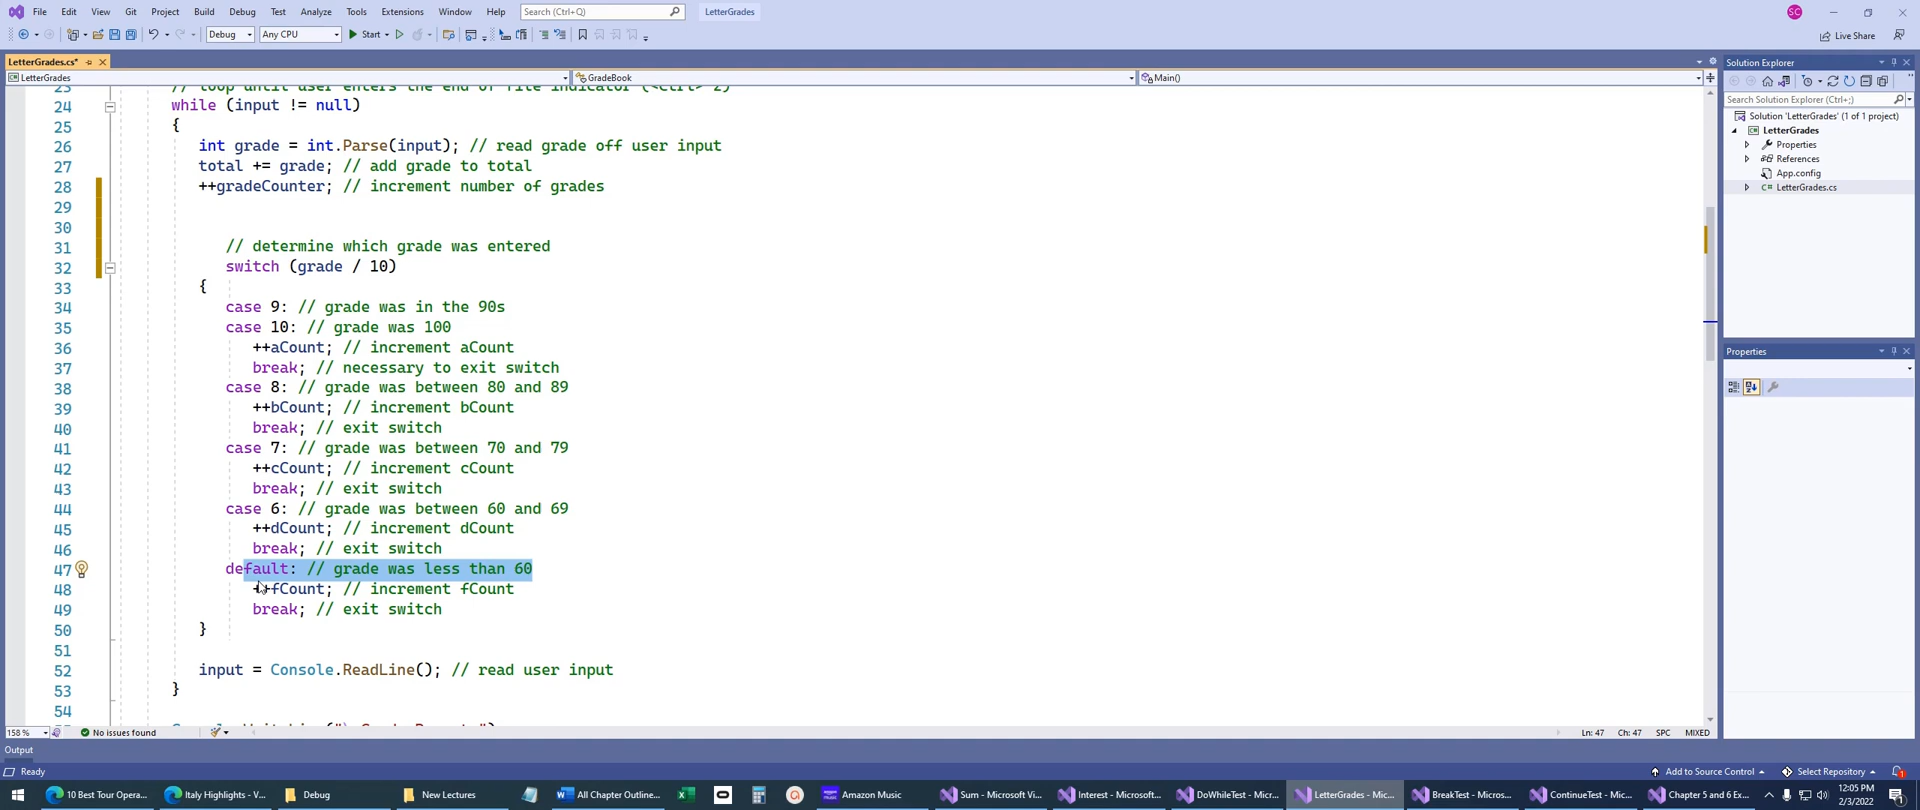 File Edit View Git Project Build Debug Test Analyze Tools Extensions Window Help Search (Ctrl+Q) LetterGrades SC
Debug Any CPU Start Live Share
LetterGrades.cs*
LetterGrades GradeBook Main()
23 // loop until user enters the end of file indicator (<Ctrl> Z)
24 while (input != null)
25 {
26 int grade = int.Parse(input); // read grade off user input
27 total += grade; // add grade to total
28 ++gradeCounter; // increment number of grades
29
30
31 // determine which grade was entered
32 switch (grade / 10)
33 {
34 case 9: // grade was in the 90s
35 case 10: // grade was 100
36 ++aCount; // increment aCount
37 break; // necessary to exit switch
38 case 8: // grade was between 80 and 89
39 ++bCount; // increment bCount
40 break; // exit switch
41 case 7: // grade was between 70 and 79
42 ++cCount; // increment cCount
43 break; // exit switch
44 case 6: // grade was between 60 and 69
45 ++dCount; // increment dCount
46 break; // exit switch
47 default: // grade was less than 60
48 ++fCount; // increment fCount
49 break; // exit switch
50 }
51
52 input = Console.ReadLine(); // read user input
53 }
54
158 % No issues found Ln: 47 Ch: 47 SPC MIXED
Output
Ready Add to Source Control Select Repository
Solution Explorer
Search Solution Explorer (Ctrl+;)
Solution 'LetterGrades' (1 of 1 project)
LetterGrades
Properties
References
App.config
C# LetterGrades.cs
Properties
10 Best Tour Opera... Italy Highlights - V... Debug New Lectures All Chapter Outline... Amazon Music Sum - Microsoft Vi... Interest - Microsoft... DoWhileTest - Micr... LetterGrades - Mic... BreakTest - Micros... ContinueTest - Micr... Chapter 5 and 6 Ex... 12:05 PM
2/3/2022